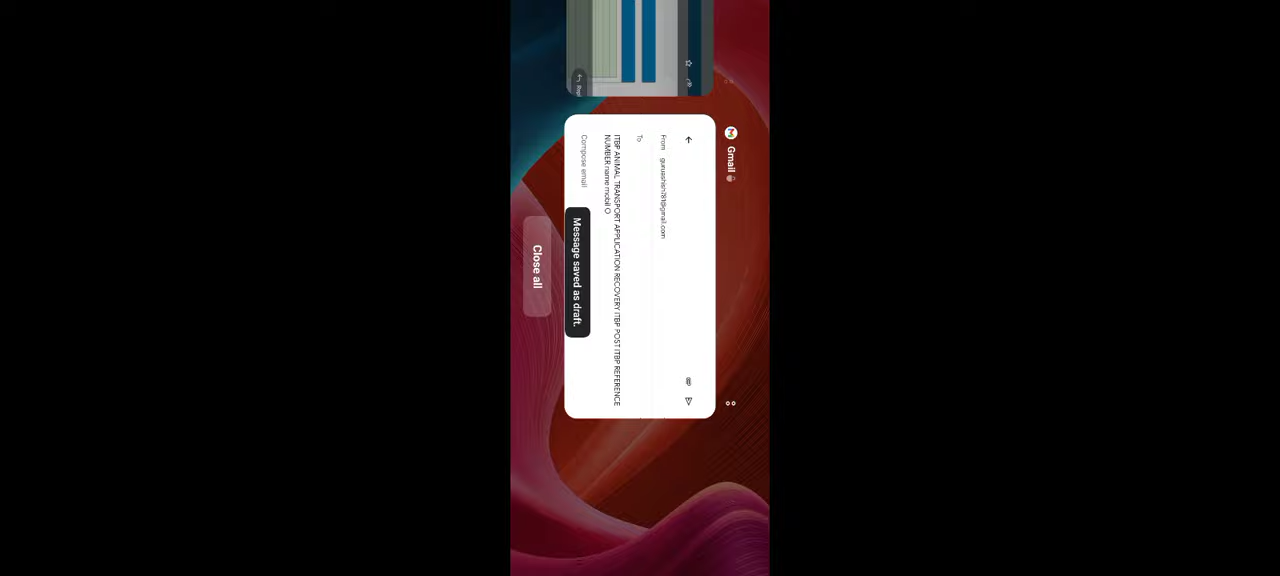 Gmail
From guruashish781@gmail.com
To
ITBP ANIMAL TRANSPORT APPLICATION RECOVERY ITBP POST ITBP REFERENCE
NUMBER name mobil O
Compose email
Message saved as draft.
Close all